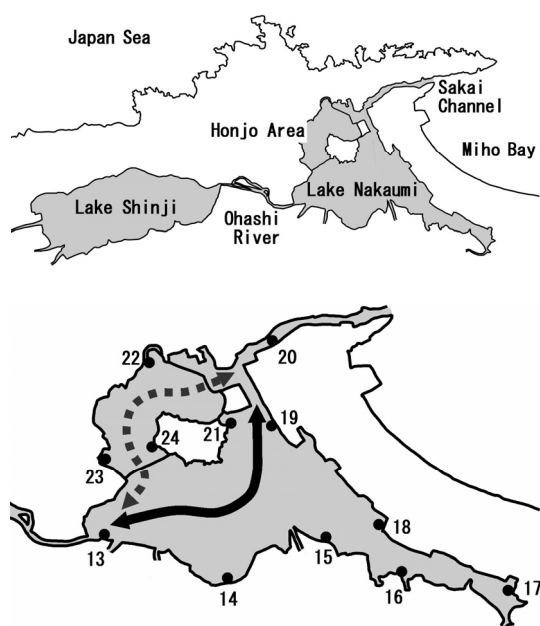 Japan Sea
Sakai
Channel
Honjo Area
Miho Bay
Lake Nakaumi
Lake Shinji
Ohashi
River
22
20
21
19
24
23
13
18
15
14
16
17